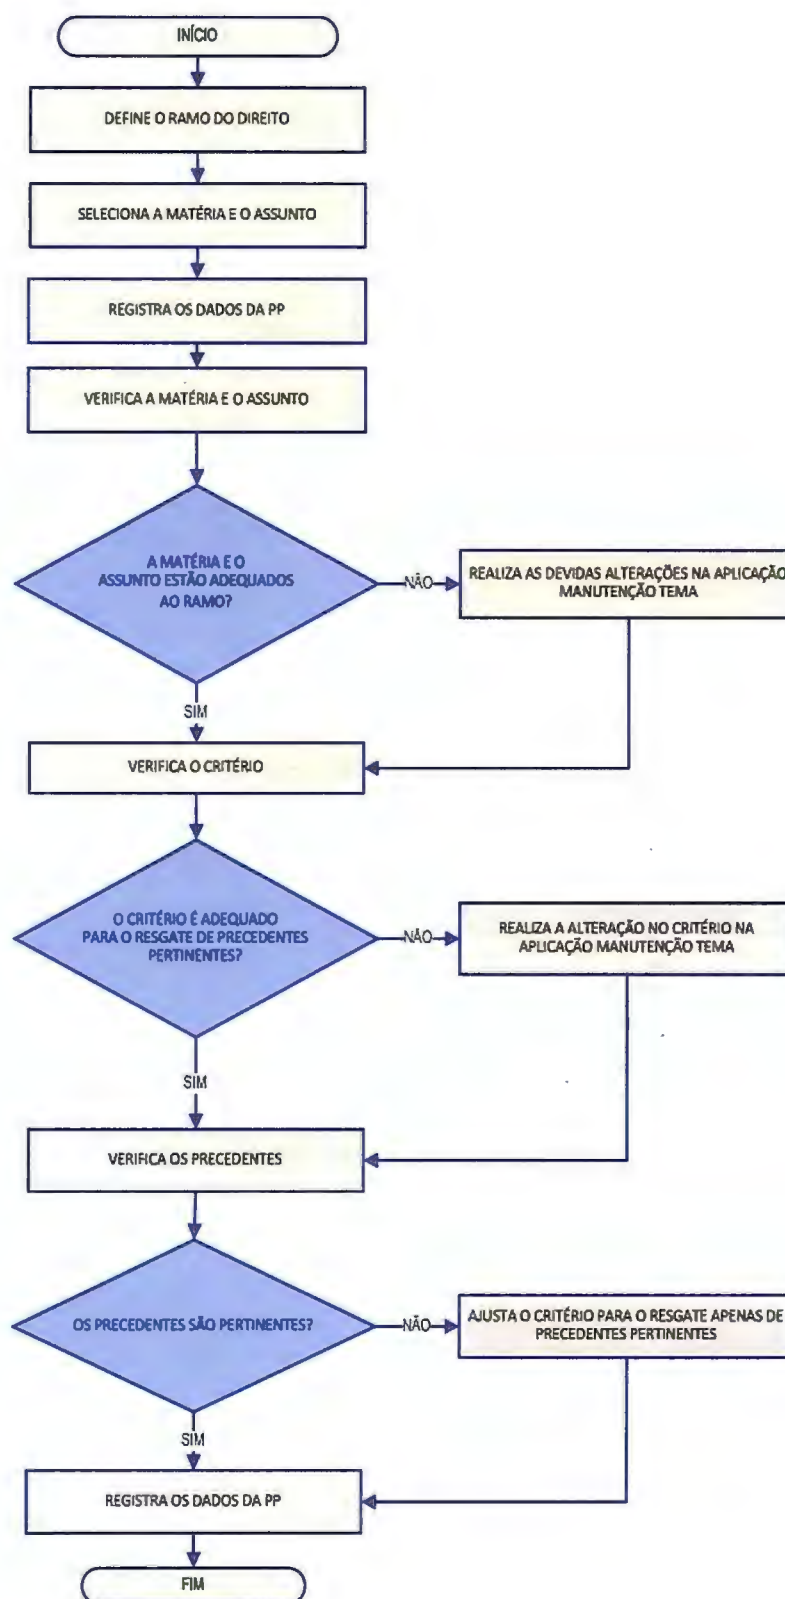 INÍCIO
DEFINE O RAMO DO DIREITO
SELECIONA A MATÉRIA E O ASSUNTO
REGISTRA OS DADOS DA PP
VERIFICA A MATÉRIA E O ASSUNTO
A MATÉRIA E O
ASSUNTO ESTÃO ADEQUADOS
AO RAMO?
NÃO
REALIZA AS DEVIDAS ALTERAÇÕES NA APLICAÇÃO
MANUTENÇÃO TEMA
SIM
VERIFICA O CRITÉRIO
O CRITÉRIO É ADEQUADO
PARA O RESGATE DE PRECEDENTES
PERTINENTES?
NÃO
REALIZA A ALTERAÇÃO NO CRITÉRIO NA
APLICAÇÃO MANUTENÇÃO TEMA
SIM
VERIFICA OS PRECEDENTES
OS PRECEDENTES SÃO PERTINENTES?
NÃO
AJUSTA O CRITÉRIO PARA O RESGATE APENAS DE
PRECEDENTES PERTINENTES
SIM
REGISTRA OS DADOS DA PP
FIM